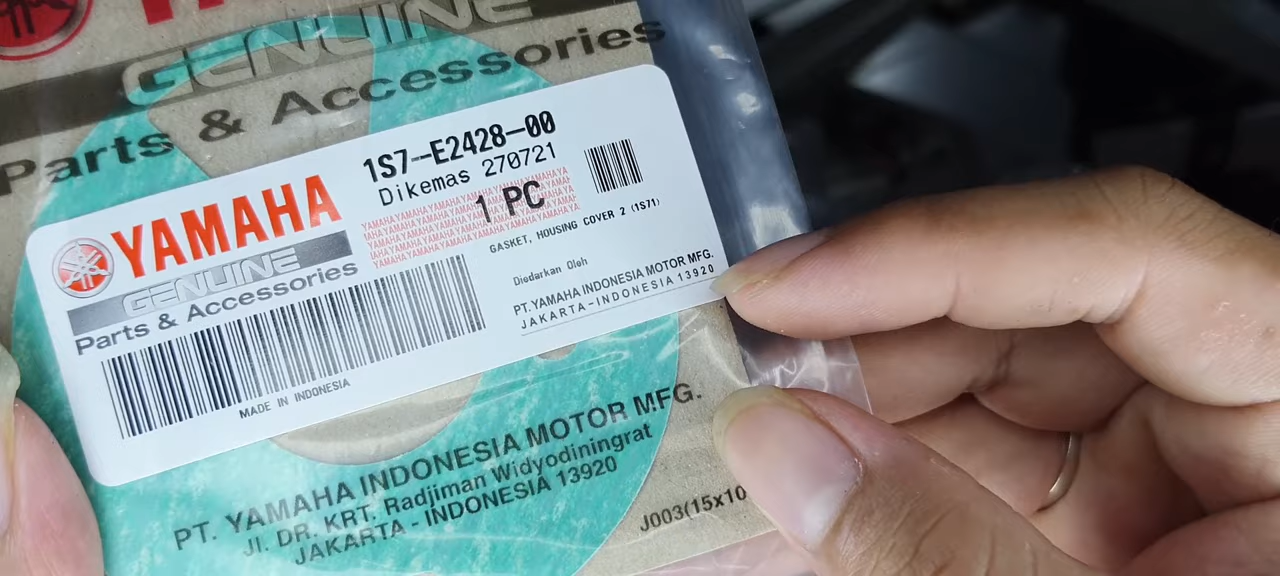 GENUINE
Parts & Accessories
1S7--E2428-00
Dikemas 270721
1 PC
YAMAHA
GENUINE
Parts & Accessories
GASKET, HOUSING COVER 2 (1S71)
Diedarkan Oleh
PT.YAMAHA INDONESIA MOTOR MFG.
JAKARTA-INDONESIA 13920
MADE IN INDONESIA
PT. YAMAHA INDONESIA MOTOR MFG.
Jl. DR. KRT. Radjiman Widyodiningrat
JAKARTA - INDONESIA 13920
J003(15x10